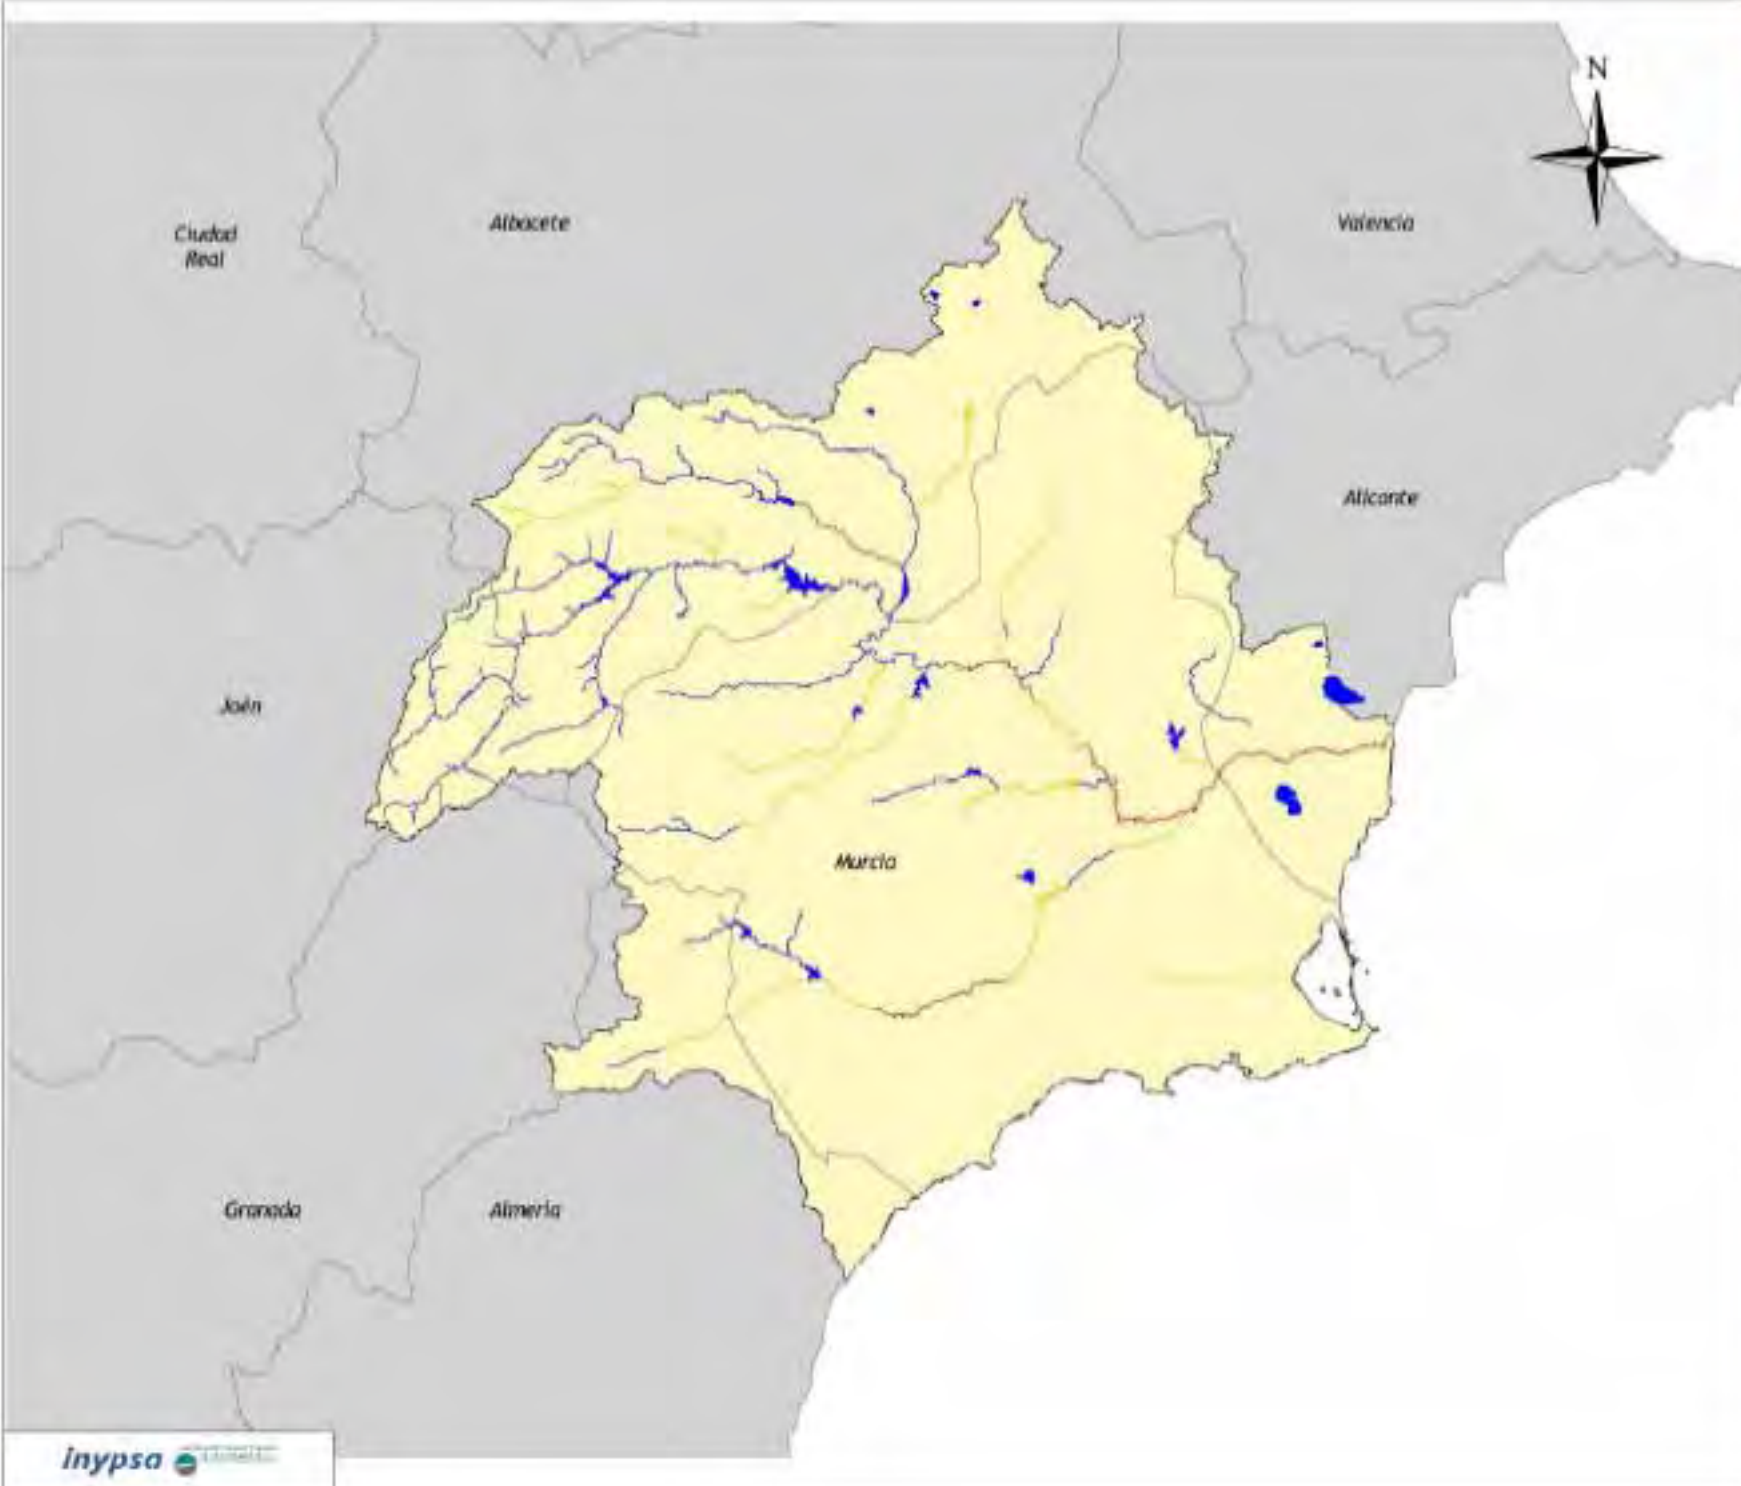 N
Ciudad
Real
Albacete
Valencia
Alicante
Jaén
Murcia
Granada
Almería
inypsa